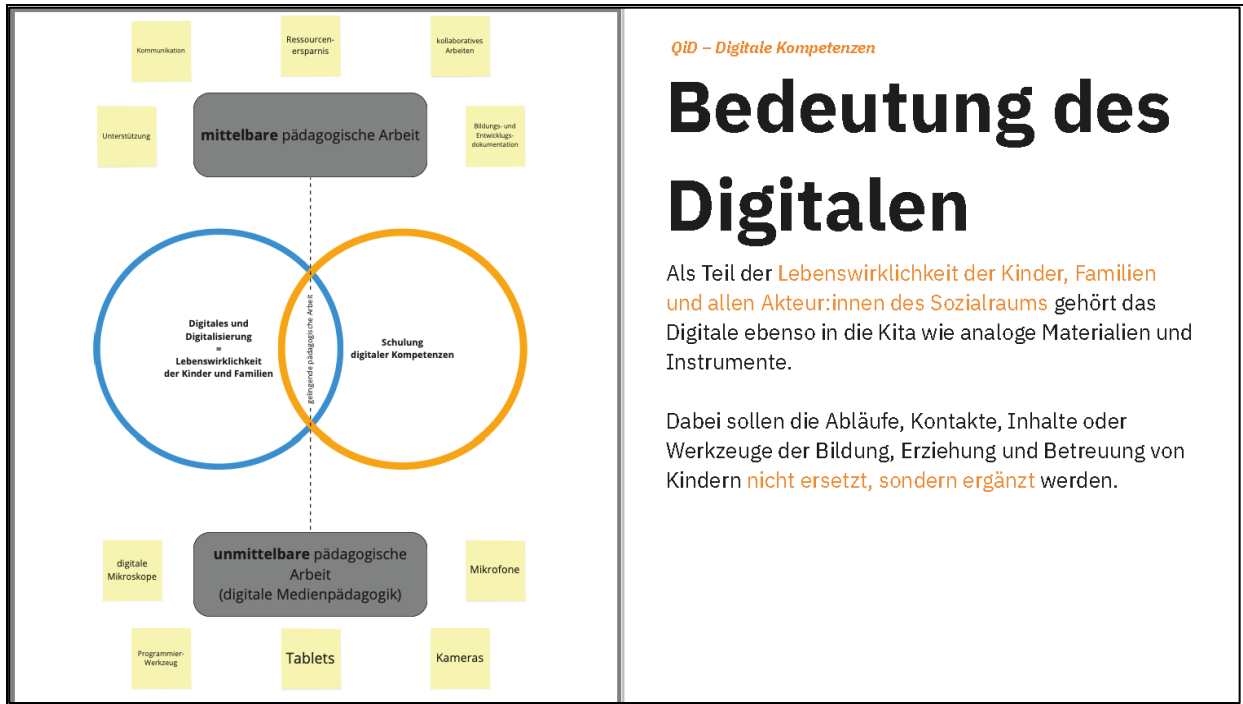 Kommunikation
Ressourcen-
ersparnis
kollaboratives
Arbeiten
Unterstützung
mittelbare pädagogische Arbeit
Bildungs- und
Entwicklugs-
dokumentation
Digitales und
Digitalisierung
=
Lebenswirklichkeit
der Kinder und Familien
gelingende pädagogische Arbeit
Schulung
digitaler Kompetenzen
digitale
Mikroskope
unmittelbare pädagogische
Arbeit
(digitale Medienpädagogik)
Mikrofone
Programmier-
Werkzeug
Tablets
Kameras
QiD – Digitale Kompetenzen
Bedeutung des
Digitalen
Als Teil der Lebenswirklichkeit der Kinder, Familien
und allen Akteur:innen des Sozialraums gehört das
Digitale ebenso in die Kita wie analoge Materialien und
Instrumente.
Dabei sollen die Abläufe, Kontakte, Inhalte oder
Werkzeuge der Bildung, Erziehung und Betreuung von
Kindern nicht ersetzt, sondern ergänzt werden.